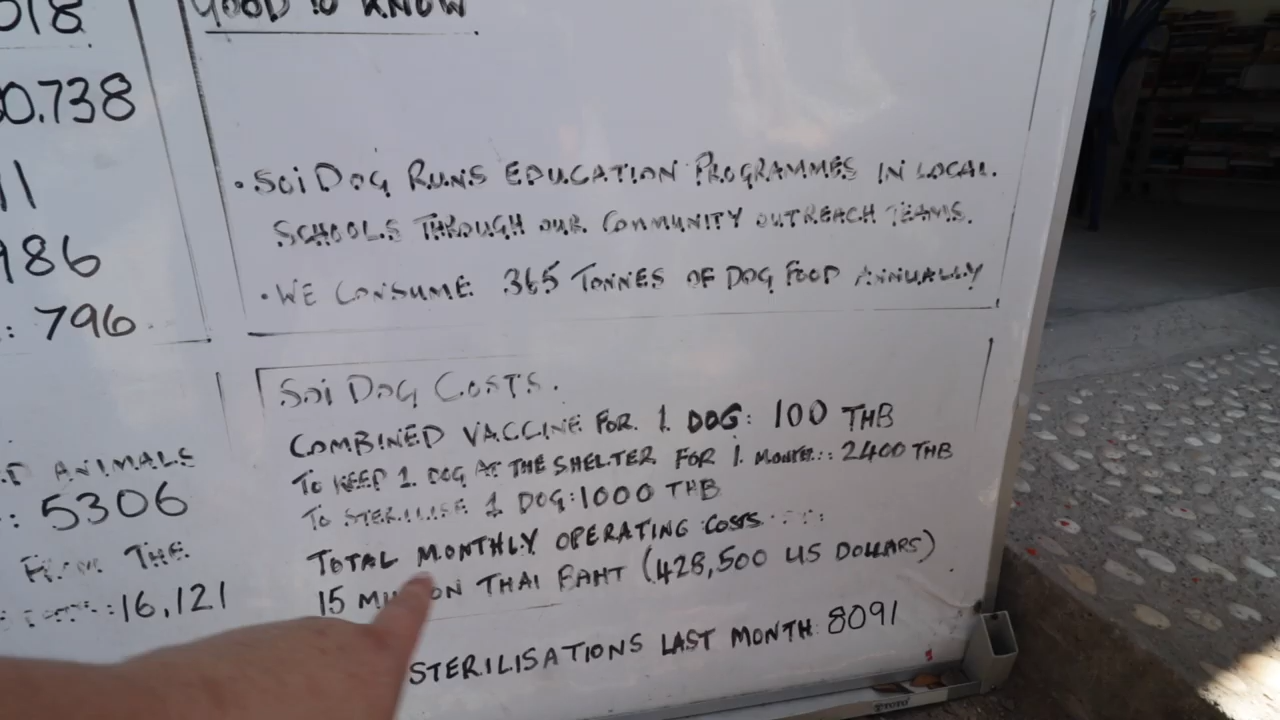 018
GOOD TO KNOW
0.738
11
986
: 796
• SOI DOG RUNS EDUCATION PROGRAMMES IN LOCAL
SCHOOLS THROUGH OUR COMMUNITY OUTREACH TEAMS.
• WE CONSUME 365 TONNES OF DOG FOOD ANNUALLY
ANIMALS
: 5306
FROM THE
: 16,121
SOI DOG COSTS.
COMBINED VACCINE FOR 1 DOG: 100 THB
TO KEEP 1 DOG AT THE SHELTER FOR 1 MONTH: 2400 THB
TO STERILISE 1 DOG: 1000 THB
TOTAL MONTHLY OPERATING COSTS
15 MILLION THAI BAHT (428,500 US DOLLARS)
STERILISATIONS LAST MONTH: 8091